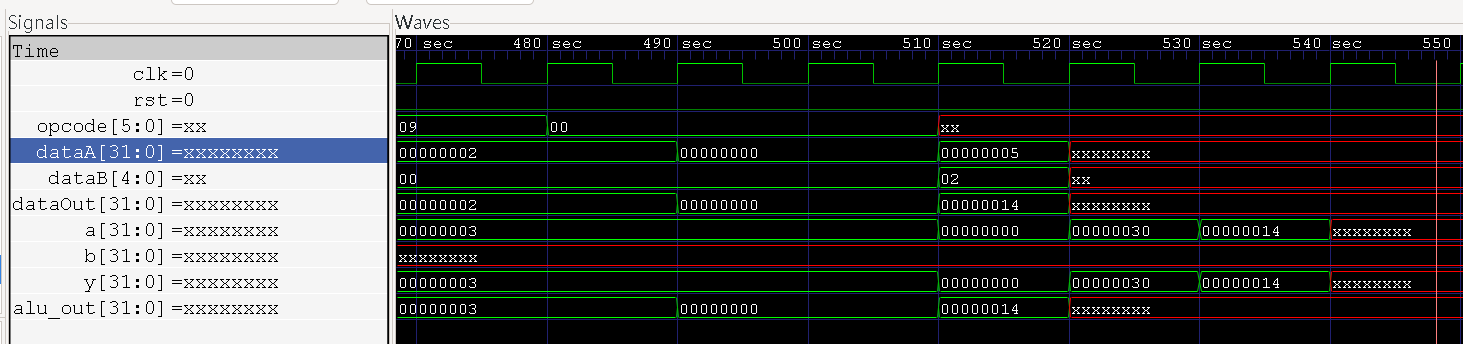 Signals
Waves
Time
70 sec 480 sec 490 sec 500 sec 510 sec 520 sec 530 sec 540 sec 550
clk=0
rst=0
opcode[5:0]=xx 09 00 xx
dataA[31:0]=xxxxxxxx 00000002 00000000 00000005 xxxxxxxx
dataB[4:0]=xx 00 02 xx
dataOut[31:0]=xxxxxxxx 00000002 00000000 00000014 xxxxxxxx
a[31:0]=xxxxxxxx 00000003 00000000 00000030 00000014 xxxxxxxx
b[31:0]=xxxxxxxx xxxxxxxx
y[31:0]=xxxxxxxx 00000003 00000000 00000030 00000014 xxxxxxxx
alu_out[31:0]=xxxxxxxx 00000003 00000000 00000014 xxxxxxxx